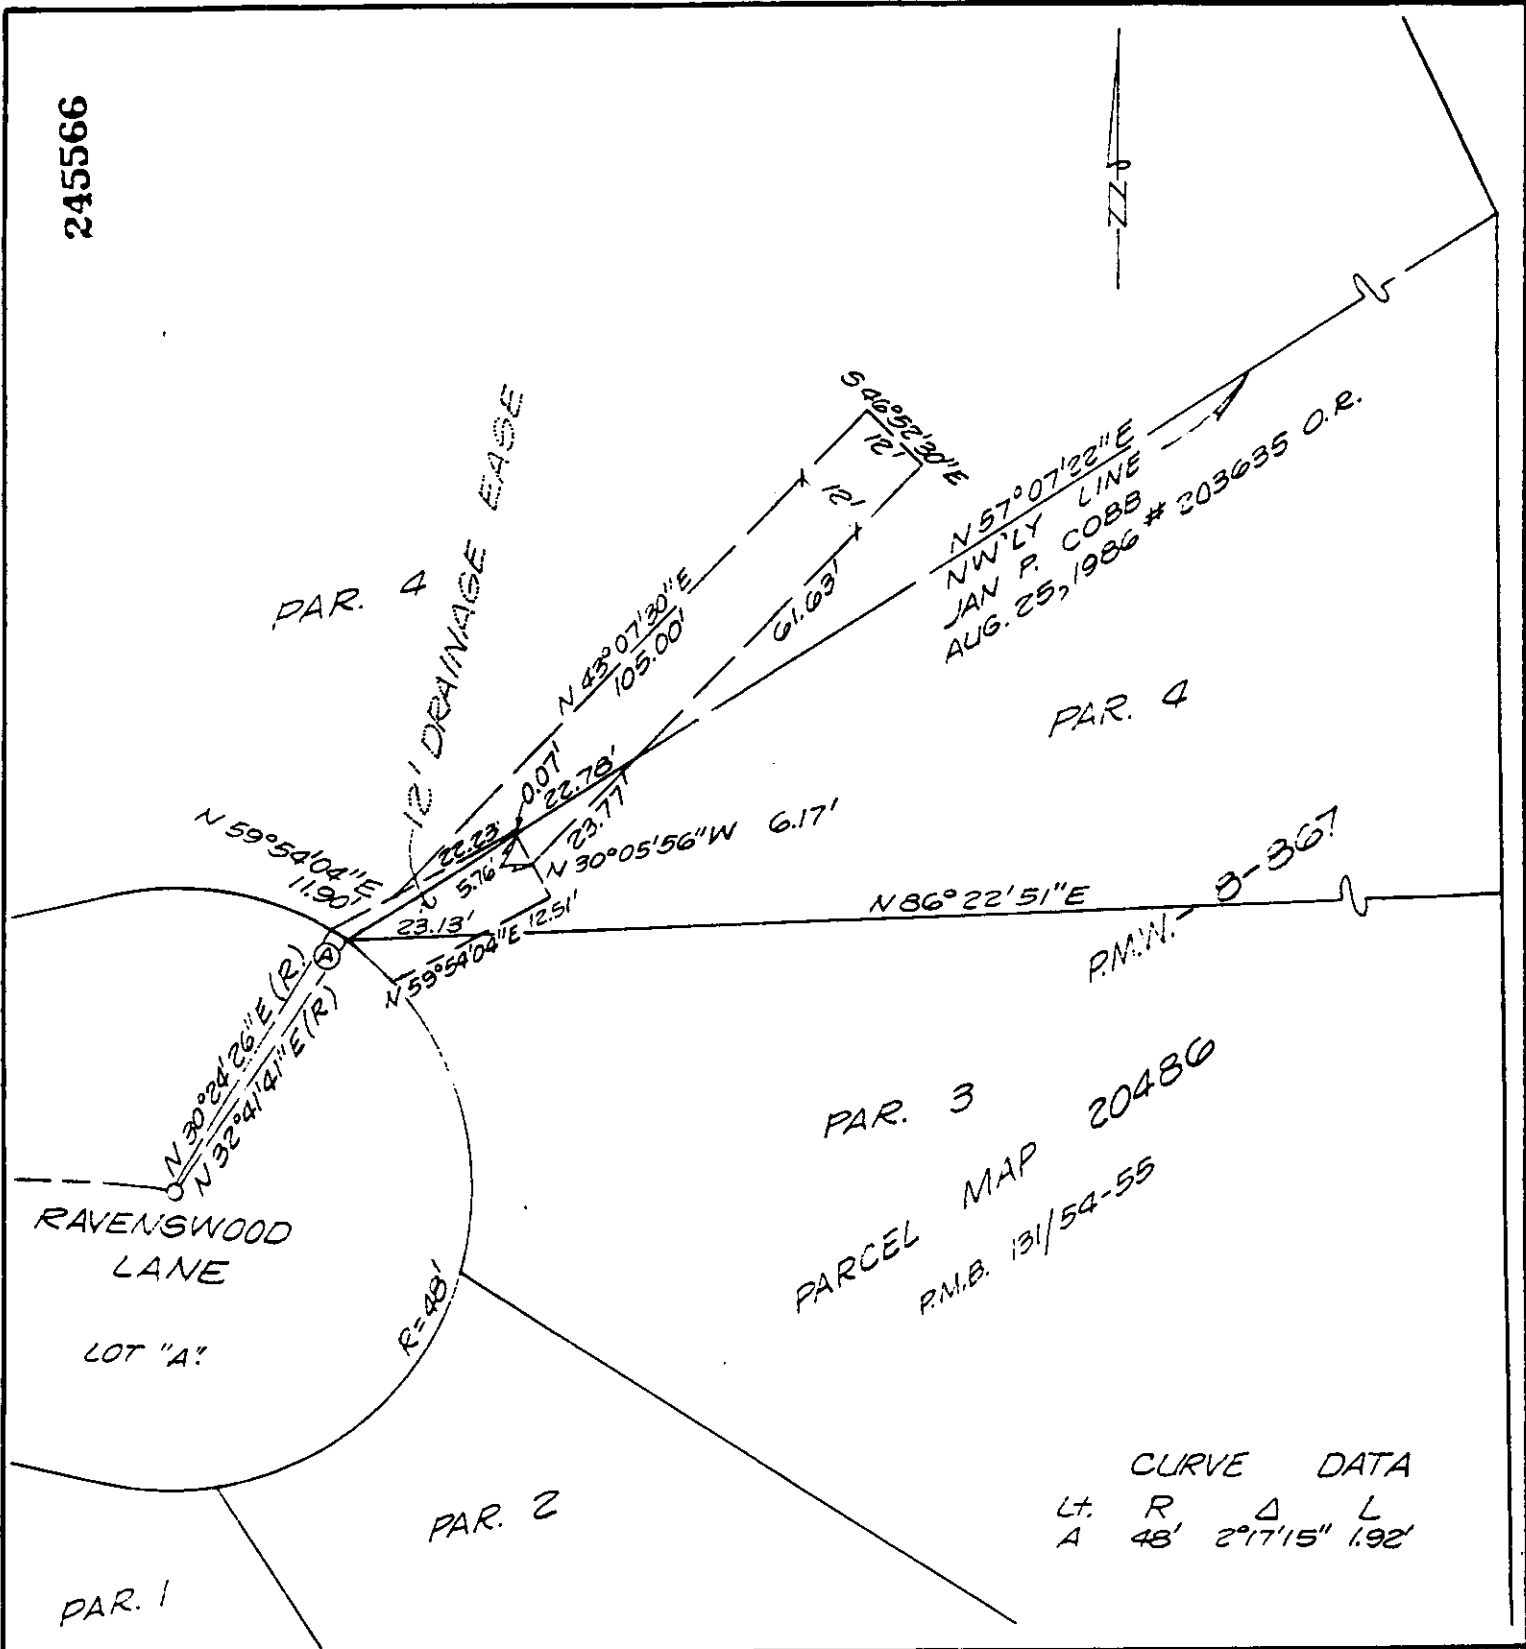 245566
N
S 46°52'30"E
12'
12'
N 57°07'22"E
NW'LY LINE
JAN P. COBB
AUG. 25, 1986 # 203635 O.R.
61.63'
N 43°07'30"E
105.00'
12' DRAINAGE EASE
PAR. 4
PAR. 4
0.07'
22.78'
22.23'
23.77'
5.76'
N 30°05'56"W 6.17'
N 59°54'04"E
11.90'
23.13'
12.51'
N 59°54'04"E
N 86°22'51"E
P.M.W.- 8-367
A
N 30°24'26"E (R)
N 32°41'41"E (R)
PAR. 3
PARCEL MAP 20486
P.M.B. 131/54-55
RAVENSWOOD
LANE
LOT "A"
R=48'
CURVE DATA
Lt. R Δ L
A 48' 2°17'15" 1.92'
PAR. 2
PAR. 1